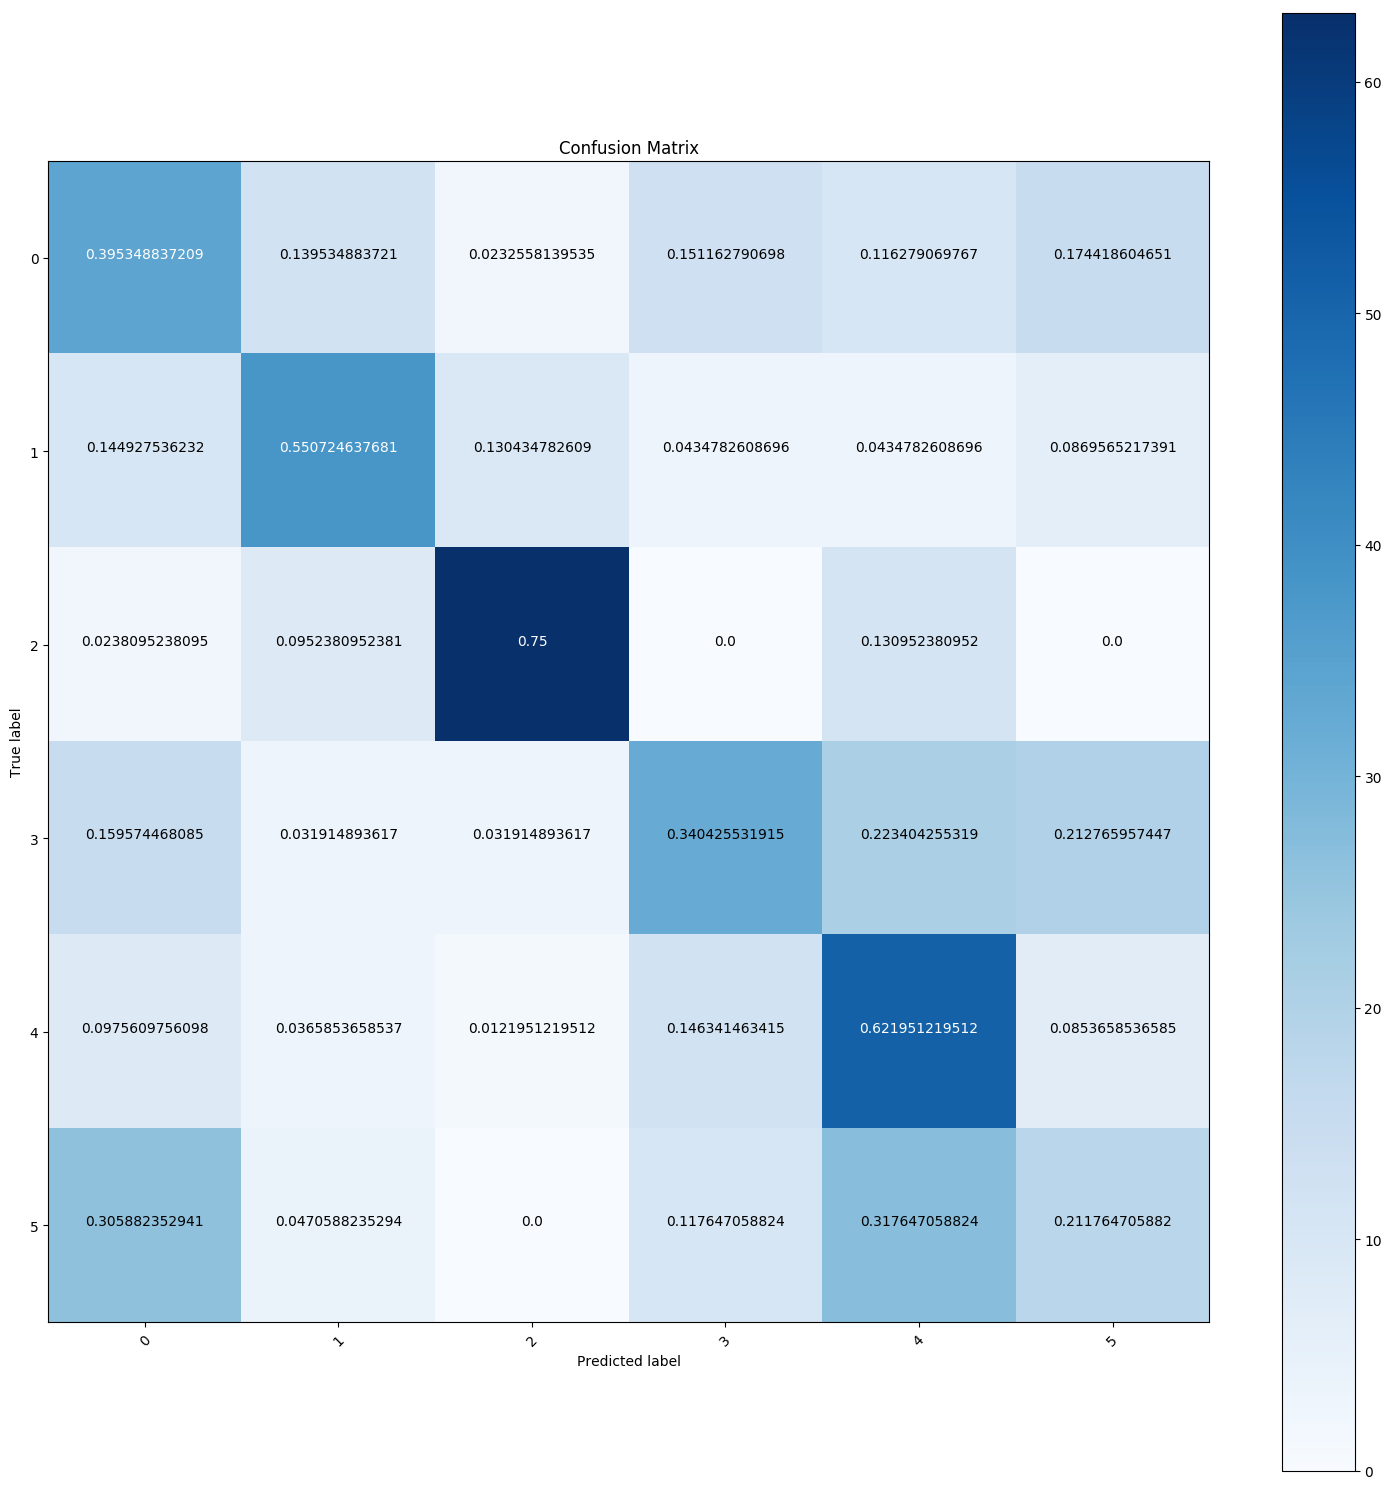 Confusion Matrix
0 0.395348837209 0.139534883721 0.0232558139535 0.151162790698 0.116279069767 0.174418604651
1 0.144927536232 0.550724637681 0.130434782609 0.0434782608696 0.0434782608696 0.0869565217391
2 0.0238095238095 0.0952380952381 0.75 0.0 0.130952380952 0.0
3 0.159574468085 0.031914893617 0.031914893617 0.340425531915 0.223404255319 0.212765957447
4 0.0975609756098 0.0365853658537 0.0121951219512 0.146341463415 0.621951219512 0.0853658536585
5 0.305882352941 0.0470588235294 0.0 0.117647058824 0.317647058824 0.211764705882
0 1 2 3 4 5
Predicted label
True label
60
50
40
30
20
10
0